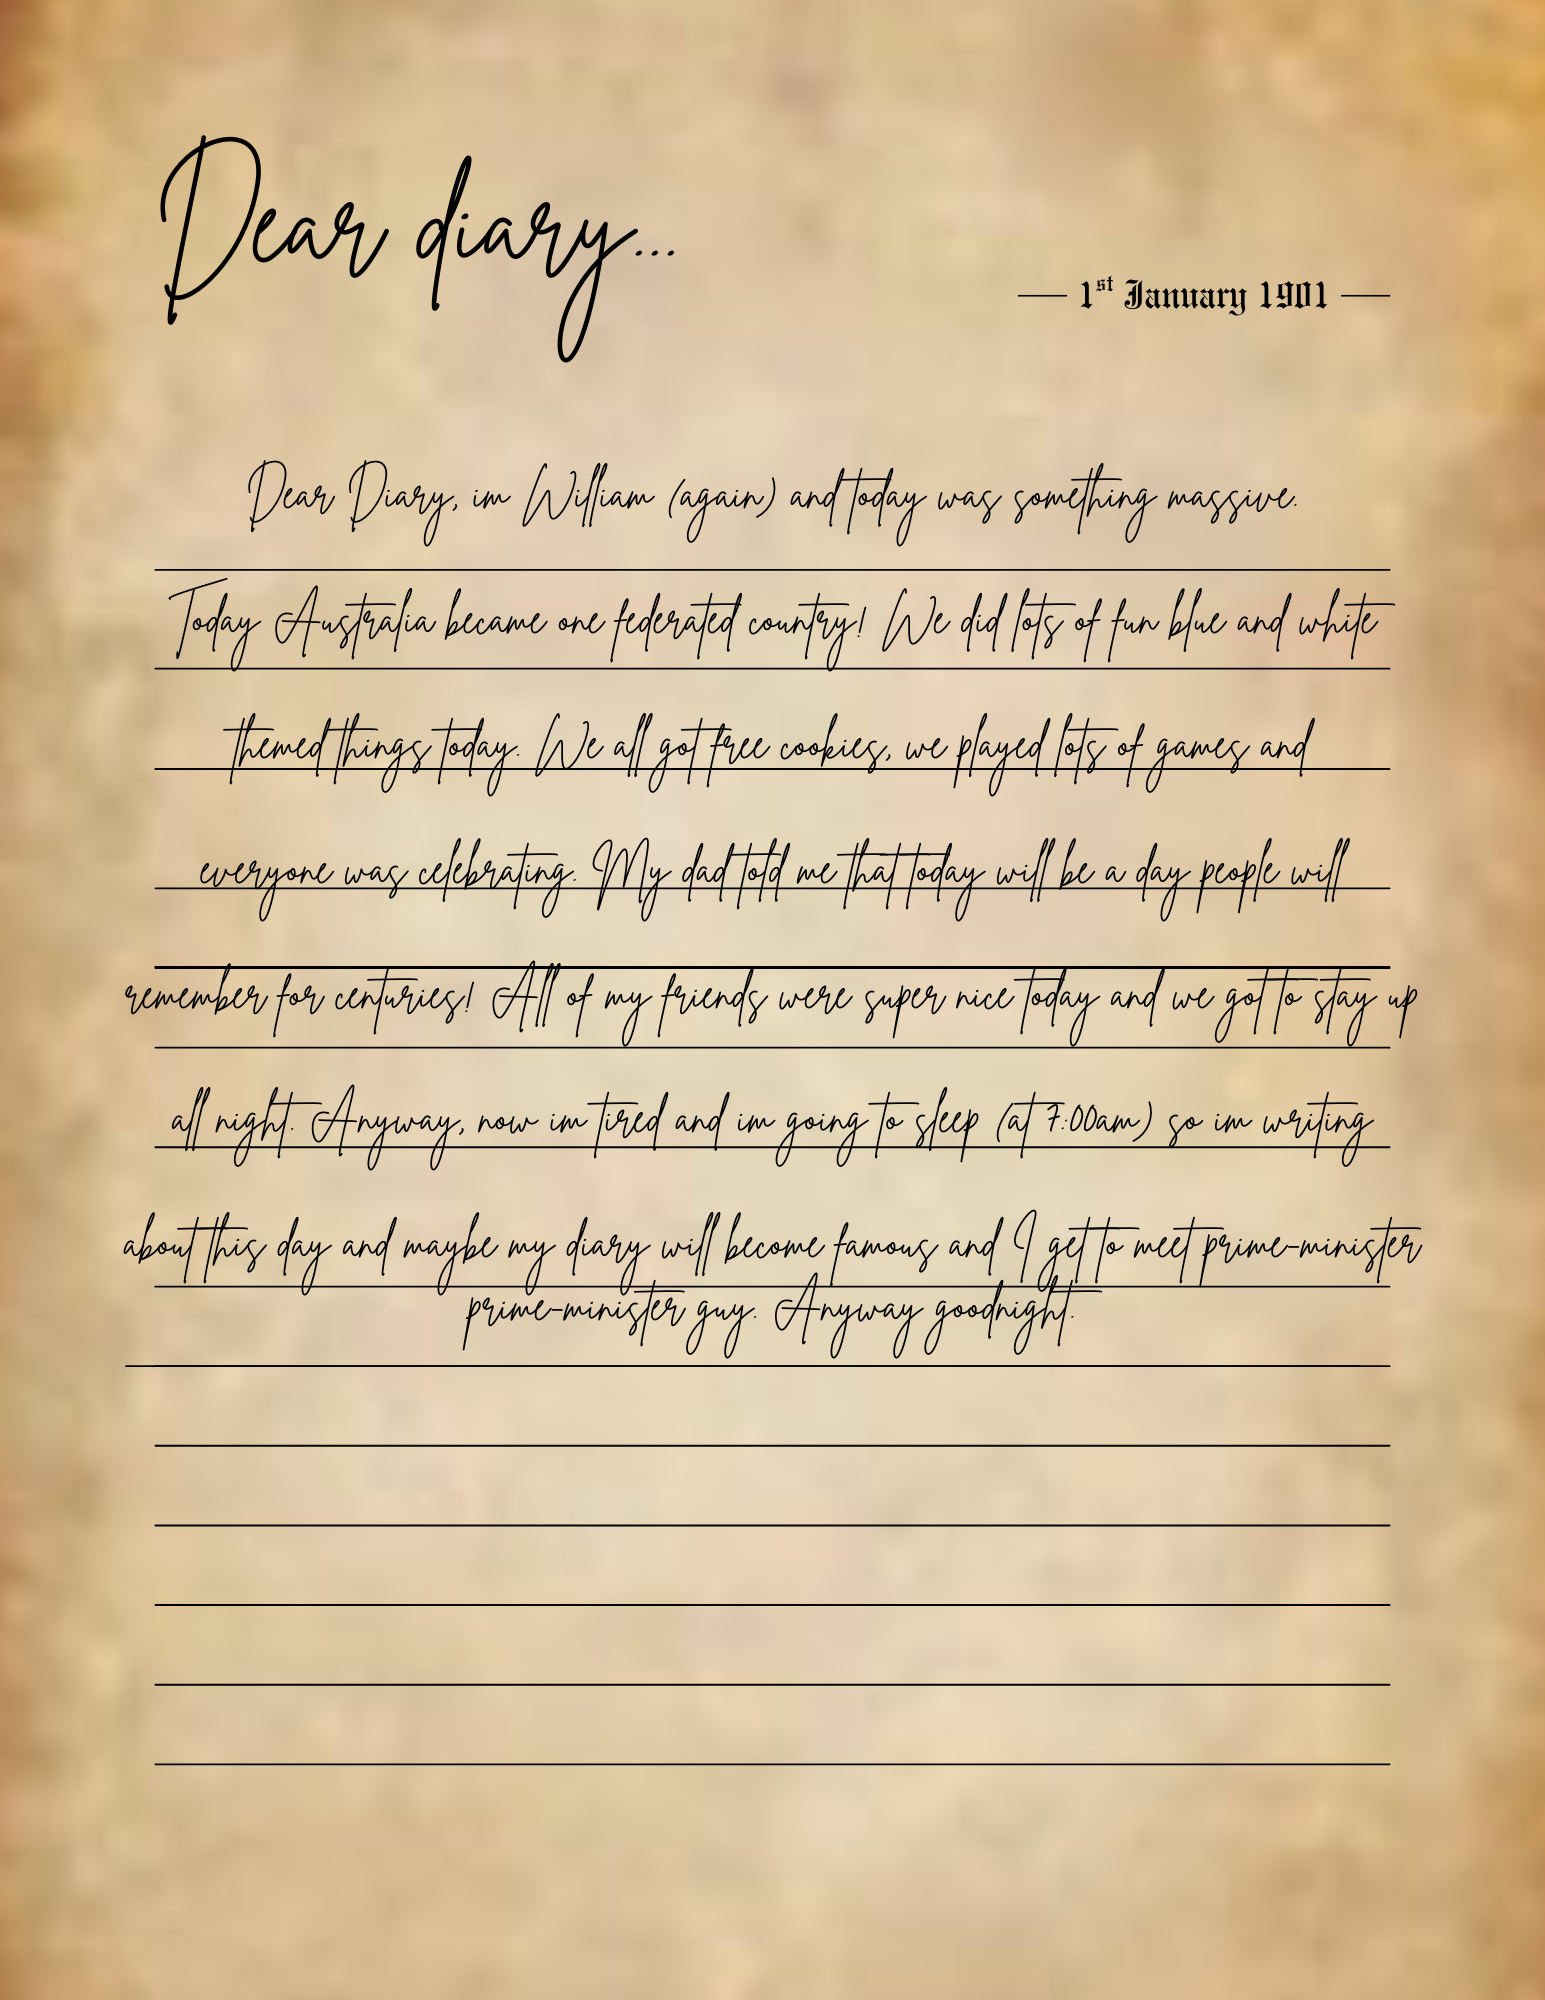 Dear diary...
1st January 1901
Dear Diary, im William (again) and today was something massive.
Today Australia became one federated country! We did lots of fun blue and white
themed things today. We all got free cookies, we played lots of games and
everyone was celebrating. My dad told me that today will be a day people will
remember for centuries! All of my friends were super nice today and we got to stay up
all night. Anyway, now im tired and im going to sleep (at 7:00am) so im writing
about this day and maybe my diary will become famous and I get to meet prime-minister
prime-minister guy. Anyway goodnight.